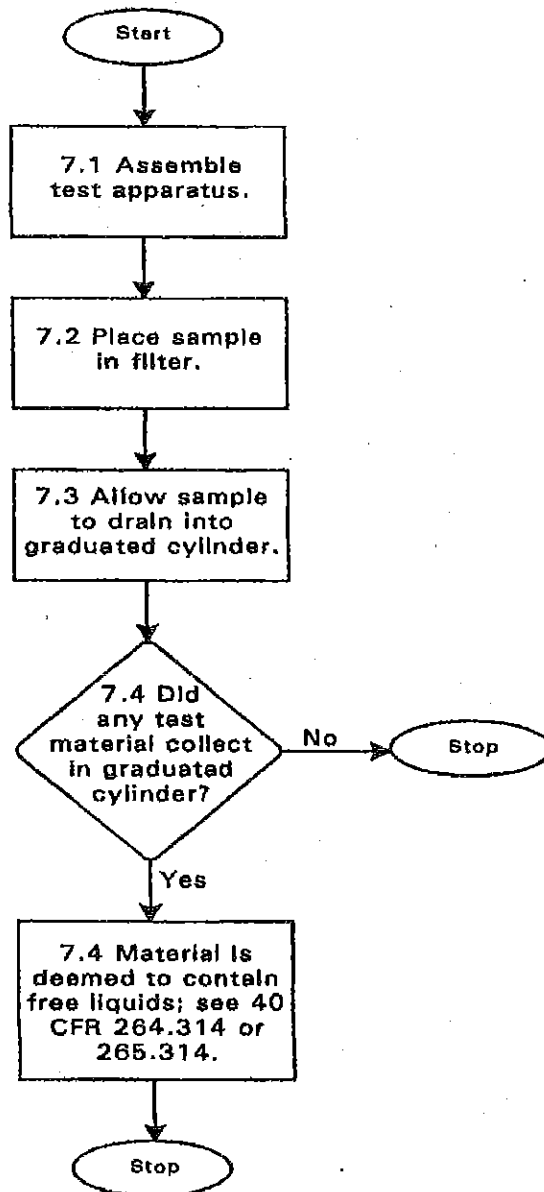 Start
7.1 Assemble
test apparatus.
7.2 Place sample
in filter.
7.3 Allow sample
to drain into
graduated cylinder.
7.4 Did
any test
material collect
in graduated
cylinder?
No
Stop
Yes
7.4 Material is
deemed to contain
free liquids; see 40
CFR 264.314 or
265.314.
Stop